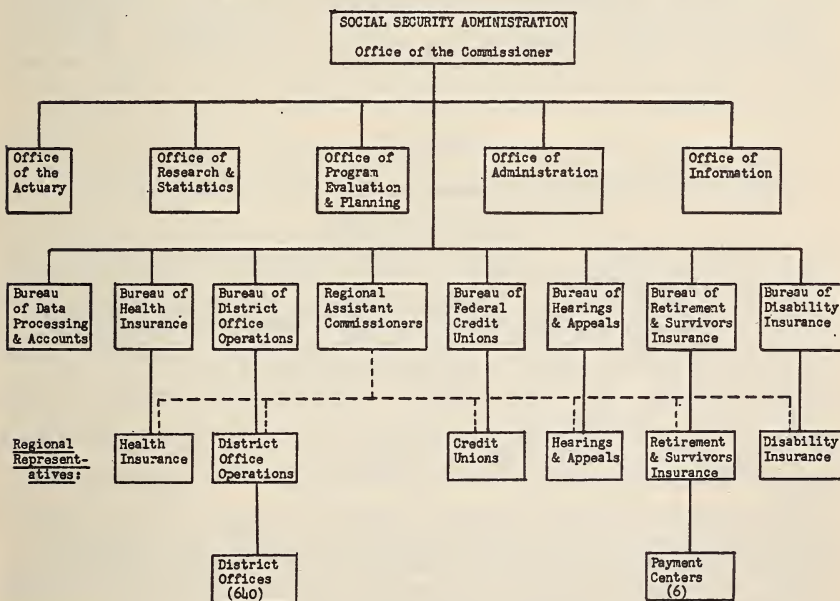 SOCIAL SECURITY ADMINISTRATION
Office of the Commissioner
Office
of the
Actuary
Office of
Research &
Statistics
Office of
Program
Evaluation
& Planning
Office of
Administration
Office of
Information
Bureau
of Data
Processing
& Accounts
Bureau of
Health
Insurance
Bureau of
District
Office
Operations
Regional
Assistant
Commissioners
Bureau of
Federal
Credit
Unions
Bureau of
Hearings
& Appeals
Bureau of
Retirement
& Survivors
Insurance
Bureau of
Disability
Insurance
Regional
Represent-
atives:
Health
Insurance
District
Office
Operations
Credit
Unions
Hearings
& Appeals
Retirement
& Survivors
Insurance
Disability
Insurance
District
Offices
(640)
Payment
Centers
(6)